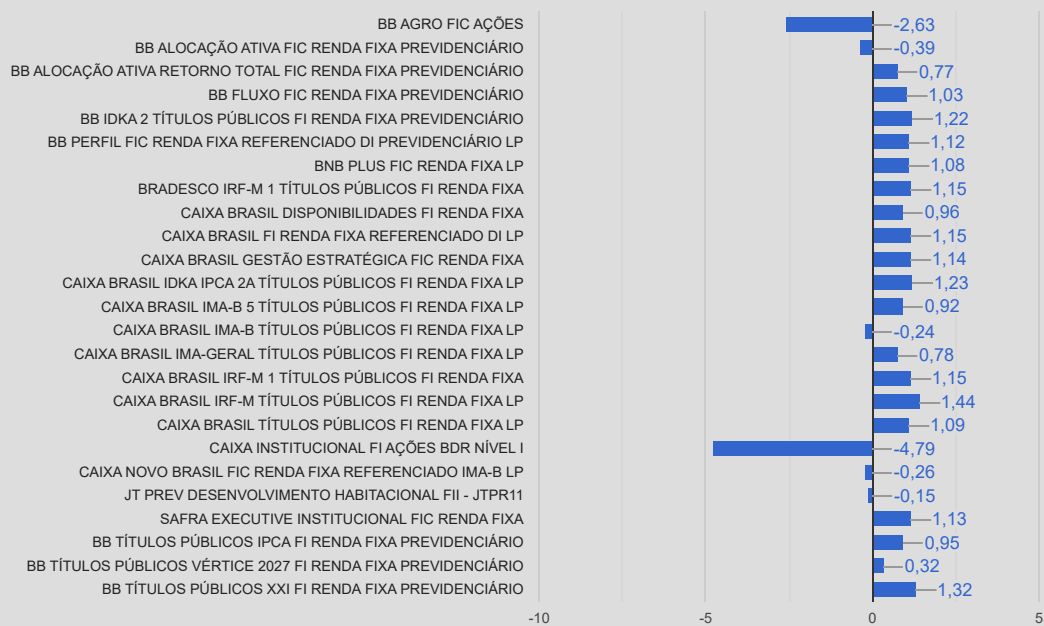 BB AGRO FIC AÇÕES -2,63
BB ALOCAÇÃO ATIVA FIC RENDA FIXA PREVIDENCIÁRIO -0,39
BB ALOCAÇÃO ATIVA RETORNO TOTAL FIC RENDA FIXA PREVIDENCIÁRIO 0,77
BB FLUXO FIC RENDA FIXA PREVIDENCIÁRIO 1,03
BB IDKA 2 TÍTULOS PÚBLICOS FI RENDA FIXA PREVIDENCIÁRIO 1,22
BB PERFIL FIC RENDA FIXA REFERENCIADO DI PREVIDENCIÁRIO LP 1,12
BNB PLUS FIC RENDA FIXA LP 1,08
BRADESCO IRF-M 1 TÍTULOS PÚBLICOS FI RENDA FIXA 1,15
CAIXA BRASIL DISPONIBILIDADES FI RENDA FIXA 0,96
CAIXA BRASIL FI RENDA FIXA REFERENCIADO DI LP 1,15
CAIXA BRASIL GESTÃO ESTRATÉGICA FIC RENDA FIXA 1,14
CAIXA BRASIL IDKA IPCA 2A TÍTULOS PÚBLICOS FI RENDA FIXA LP 1,23
CAIXA BRASIL IMA-B 5 TÍTULOS PÚBLICOS FI RENDA FIXA LP 0,92
CAIXA BRASIL IMA-B TÍTULOS PÚBLICOS FI RENDA FIXA LP -0,24
CAIXA BRASIL IMA-GERAL TÍTULOS PÚBLICOS FI RENDA FIXA LP 0,78
CAIXA BRASIL IRF-M 1 TÍTULOS PÚBLICOS FI RENDA FIXA 1,15
CAIXA BRASIL IRF-M TÍTULOS PÚBLICOS FI RENDA FIXA LP 1,44
CAIXA BRASIL TÍTULOS PÚBLICOS FI RENDA FIXA LP 1,09
CAIXA INSTITUCIONAL FI AÇÕES BDR NÍVEL I -4,79
CAIXA NOVO BRASIL FIC RENDA FIXA REFERENCIADO IMA-B LP -0,26
JT PREV DESENVOLVIMENTO HABITACIONAL FII - JTPR11 -0,15
SAFRA EXECUTIVE INSTITUCIONAL FIC RENDA FIXA 1,13
BB TÍTULOS PÚBLICOS IPCA FI RENDA FIXA PREVIDENCIÁRIO 0,95
BB TÍTULOS PÚBLICOS VÉRTICE 2027 FI RENDA FIXA PREVIDENCIÁRIO 0,32
BB TÍTULOS PÚBLICOS XXI FI RENDA FIXA PREVIDENCIÁRIO 1,32
-10 -5 0 5